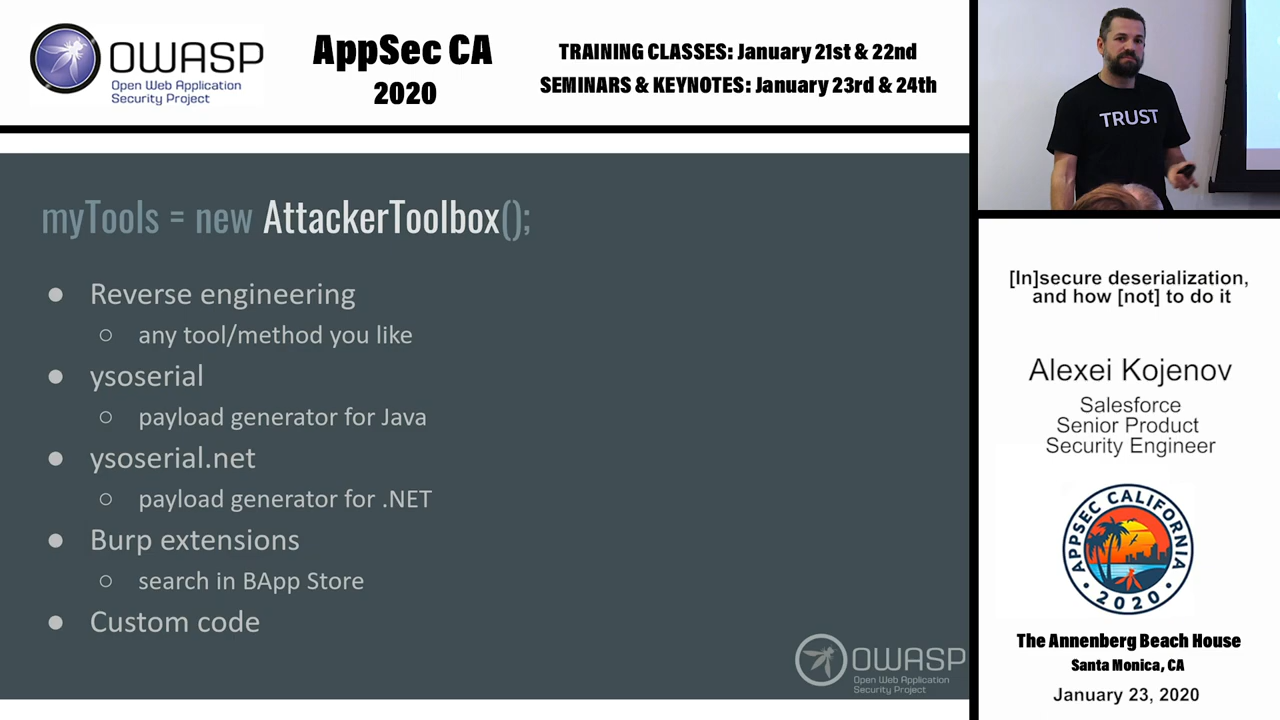 OWASP
Open Web Application
Security Project
AppSec CA
2020
TRAINING CLASSES: January 21st & 22nd
SEMINARS & KEYNOTES: January 23rd & 24th
TRUST
myTools = new AttackerToolbox();
● Reverse engineering
○ any tool/method you like
● ysoserial
○ payload generator for Java
● ysoserial.net
○ payload generator for .NET
● Burp extensions
○ search in BApp Store
● Custom code
OWASP
Open Web Application
Security Project
[In]secure deserialization,
and how [not] to do it
Alexei Kojenov
Salesforce
Senior Product
Security Engineer
APPSEC CALIFORNIA
• 2020 •
The Annenberg Beach House
Santa Monica, CA
January 23, 2020